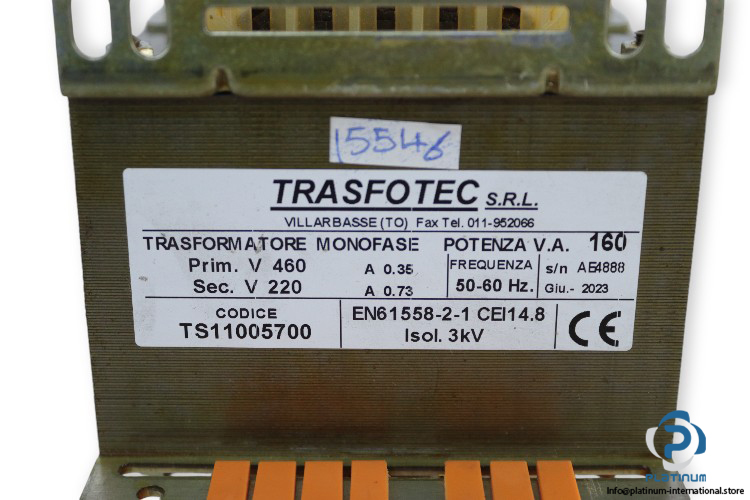 15546
TRASFOTEC S.R.L.
VILLARBASSE (TO) Fax Tel. 011-952066
TRASFORMATORE MONOFASE POTENZA V.A. 160
Prim. V 460 A 0.35 FREQUENZA s/n AE4888
Sec. V 220 A 0.73 50-60 Hz. Giu.- 2023
CODICE EN61558-2-1 CEI14.8
TS11005700 Isol. 3kV
CE
PLATINUM
Info@platinum-international.store